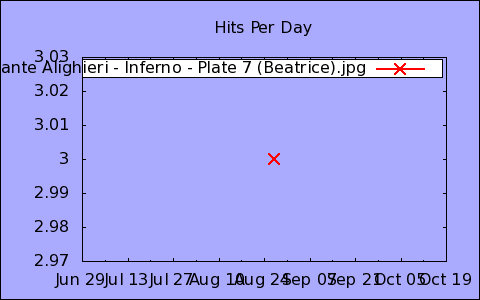 Hits Per Day
3.03
ante Alighieri - Inferno - Plate 7 (Beatrice).jpg
3.02
3.01
3
2.99
2.98
2.97
Jun 29 Jul 13 Jul 27 Aug 10 Aug 24 Sep 07 Sep 21 Oct 05 Oct 19